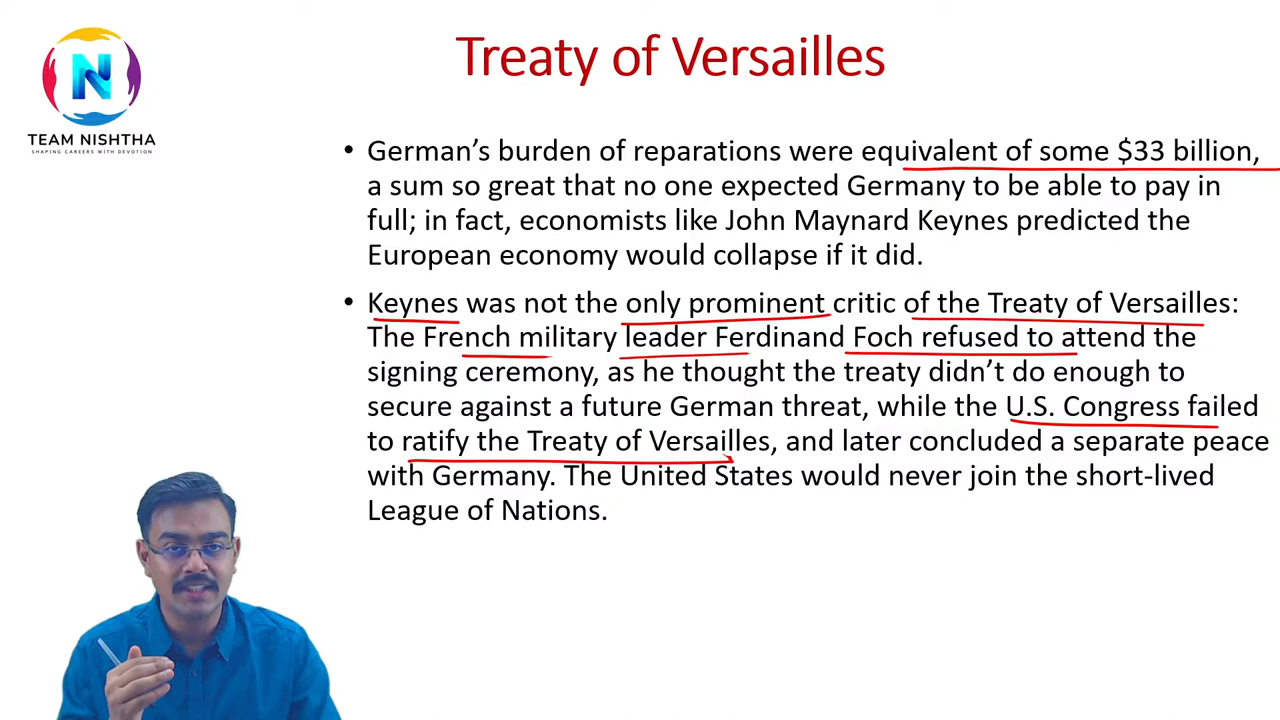 Treaty of Versailles
N
TEAM NISHTHA
SHAPING CAREERS WITH DEVOTION
• German’s burden of reparations were equivalent of some $33 billion,
a sum so great that no one expected Germany to be able to pay in
full; in fact, economists like John Maynard Keynes predicted the
European economy would collapse if it did.
• Keynes was not the only prominent critic of the Treaty of Versailles:
The French military leader Ferdinand Foch refused to attend the
signing ceremony, as he thought the treaty didn’t do enough to
secure against a future German threat, while the U.S. Congress failed
to ratify the Treaty of Versailles, and later concluded a separate peace
with Germany. The United States would never join the short-lived
League of Nations.